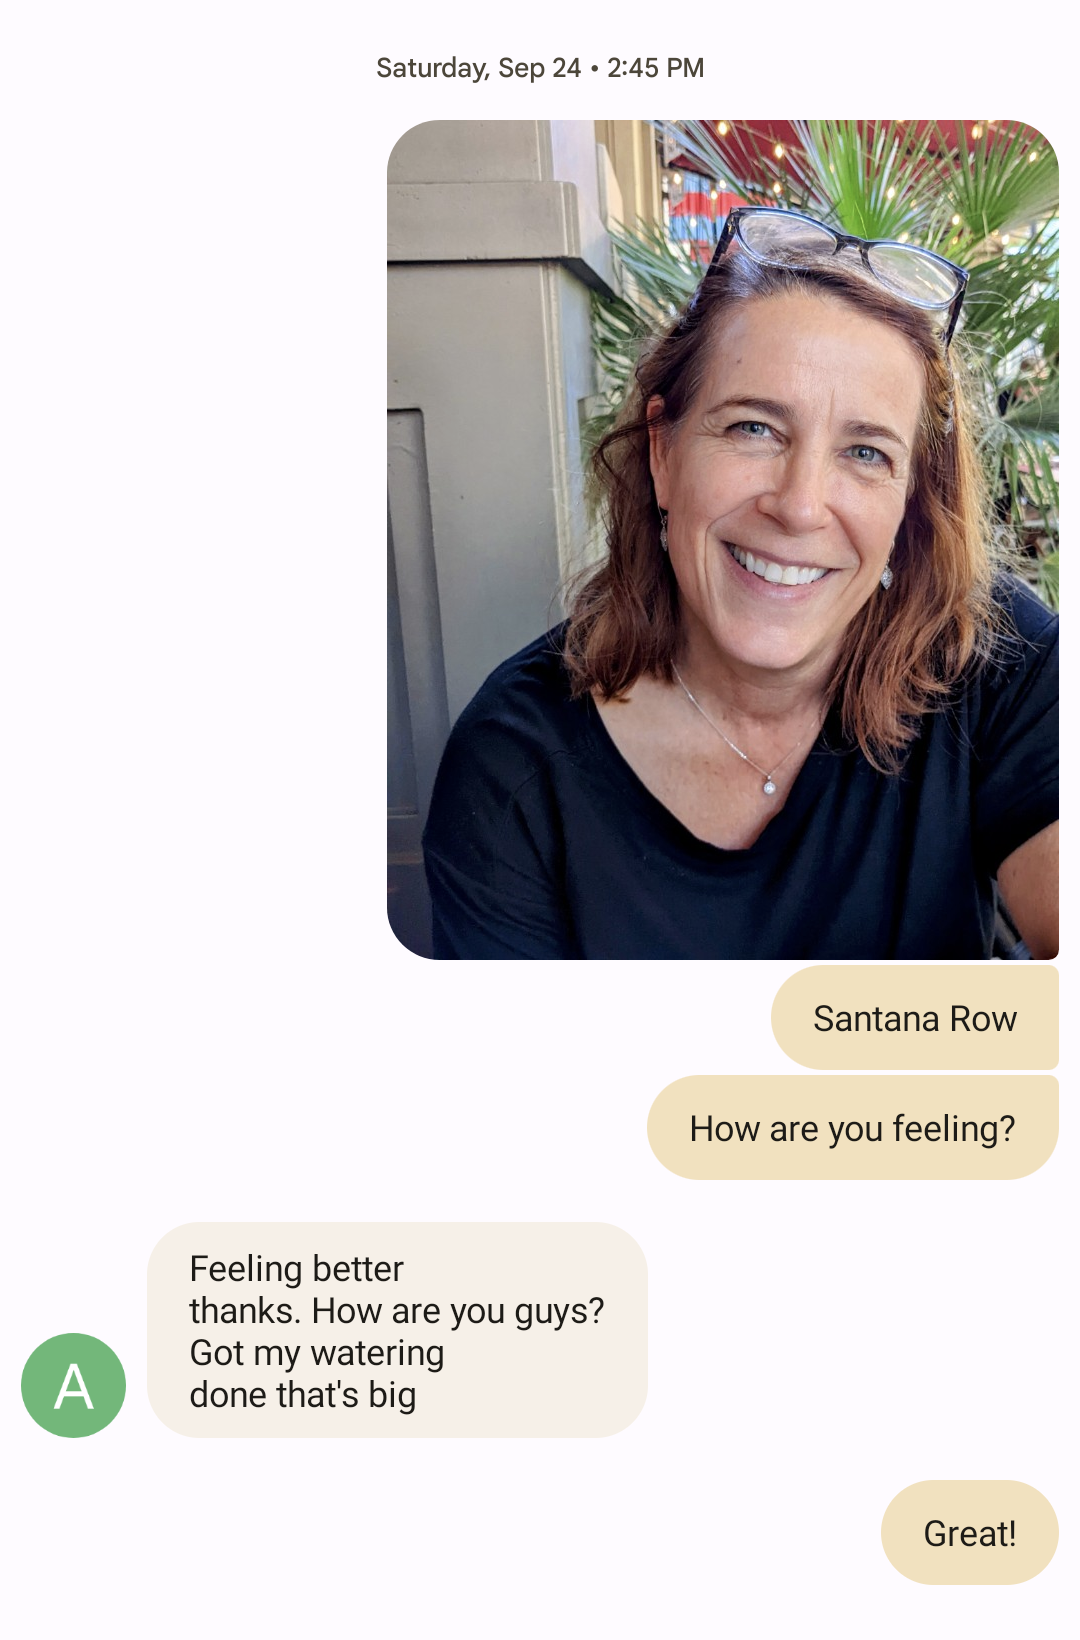 Saturday, Sep 24 • 2:45 PM
Santana Row
How are you feeling?
Feeling better
thanks. How are you guys?
Got my watering
done that's big
A
Great!